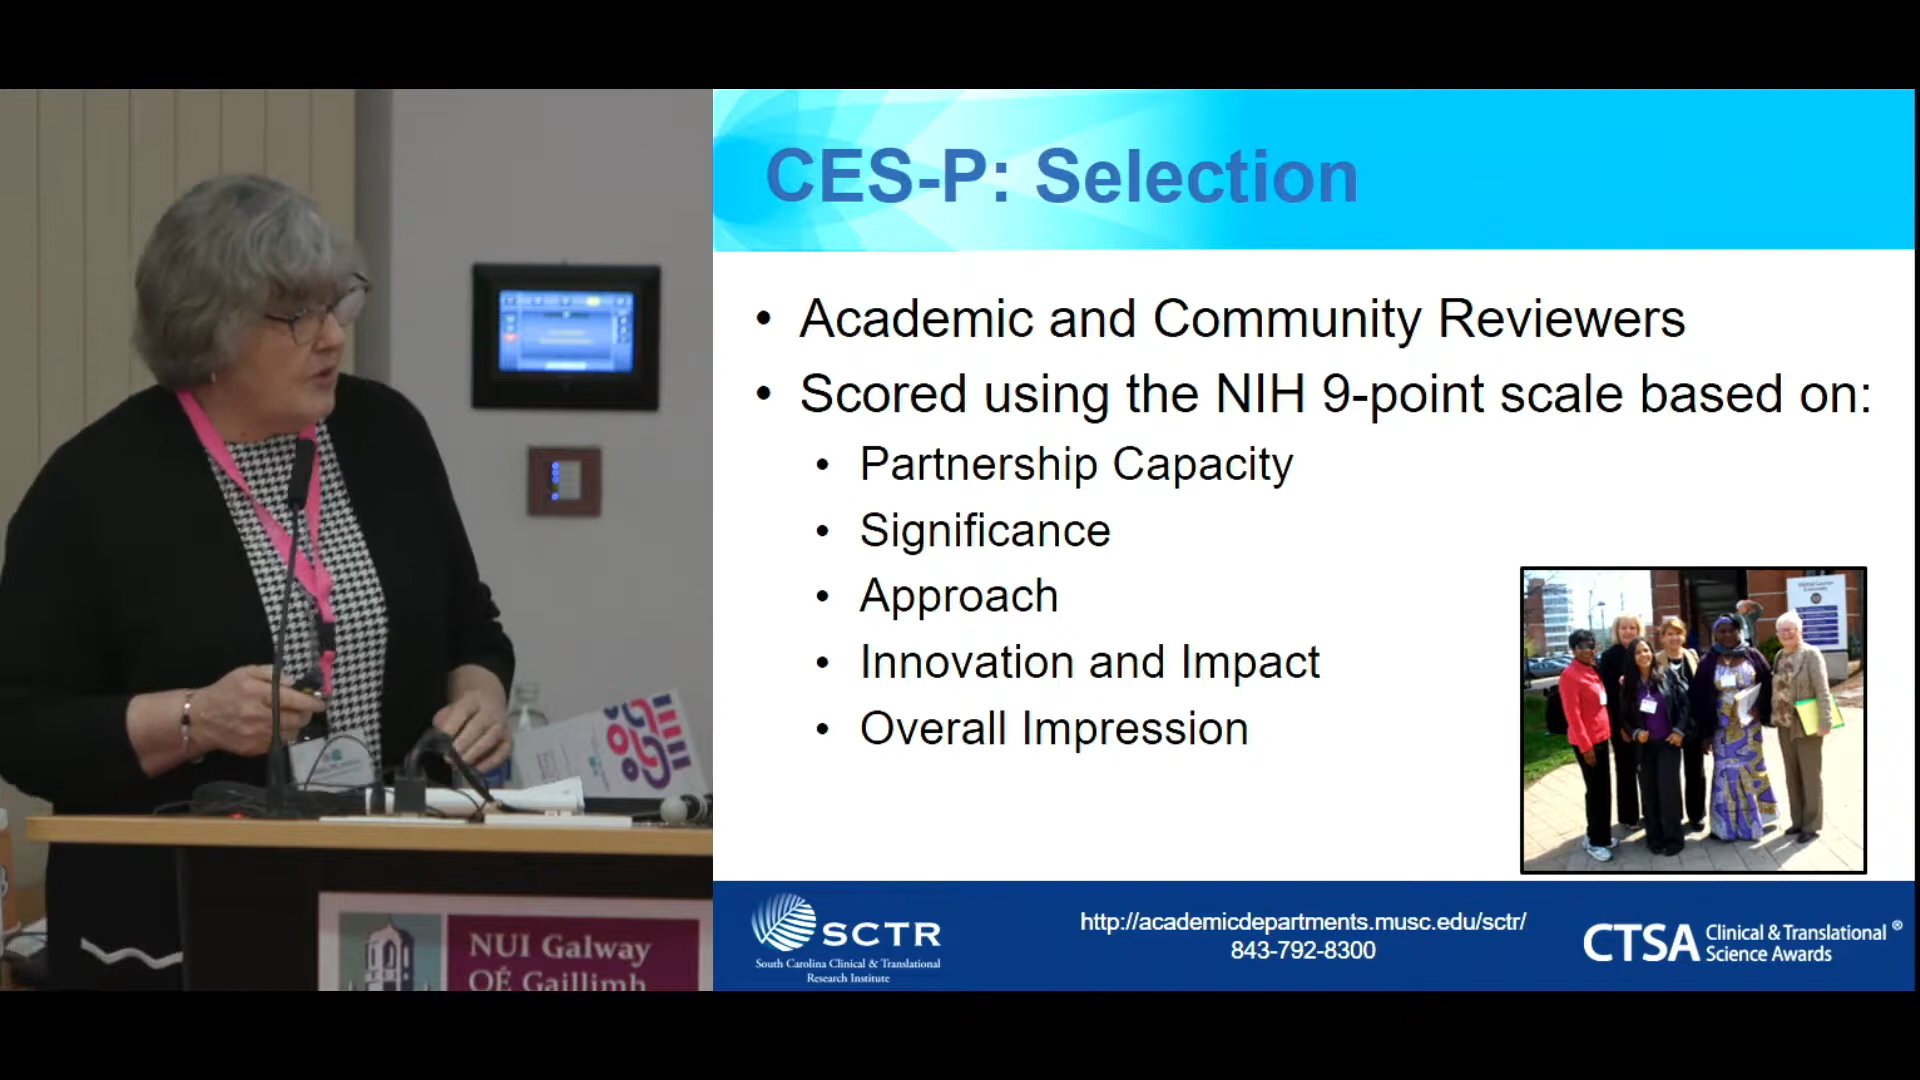 CES-P: Selection
• Academic and Community Reviewers
• Scored using the NIH 9-point scale based on:
• Partnership Capacity
• Significance
• Approach
• Innovation and Impact
• Overall Impression
SCTR
South Carolina Clinical & Translational
Research Institute
http://academicdepartments.musc.edu/sctr/
843-792-8300
CTSA Clinical & Translational ®
Science Awards
NUI Galway
OÉ Gaillimh